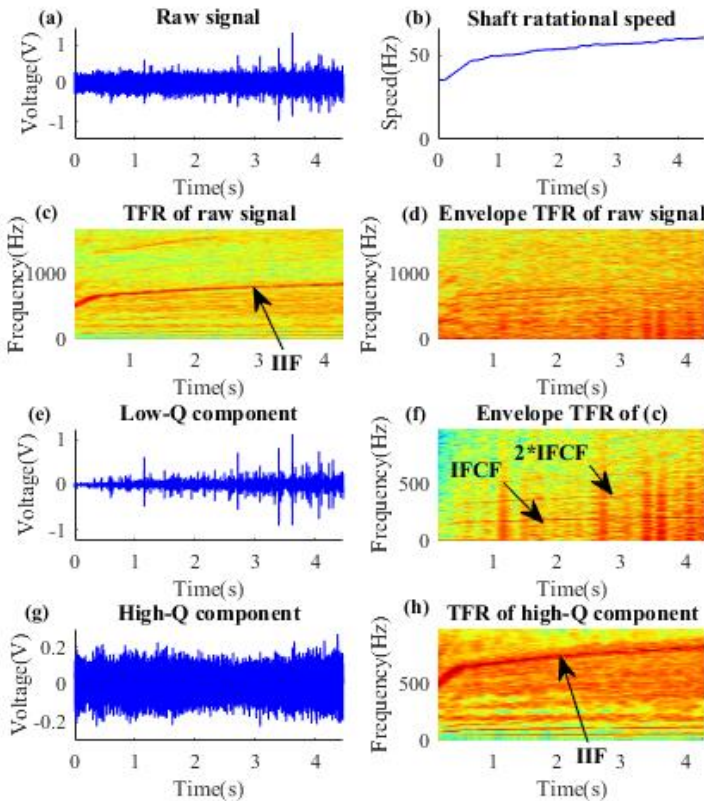 (a) Raw signal
Voltage(V)
1
0
-1
0 1 2 3 4
Time(s)
(b) Shaft ratational speed
Speed(Hz)
50
0
0 1 2 3 4
Time(s)
(c) TFR of raw signal
Frequency(Hz)
1000
0
IIF
1 2 3 4
Time(s)
(d) Envelope TFR of raw signal
Frequency(Hz)
1000
0
1 2 3 4
Time(s)
(e) Low-Q component
Voltage(V)
1
0
-1
0 1 2 3 4
Time(s)
(f) Envelope TFR of (c)
Frequency(Hz)
500
0
IFCF
2*IFCF
1 2 3 4
Time(s)
(g) High-Q component
Voltage(V)
0.2
0
-0.2
0 1 2 3 4
Time(s)
(h) TFR of high-Q component
Frequency(Hz)
500
0
IIF
1 2 3 4
Time(s)